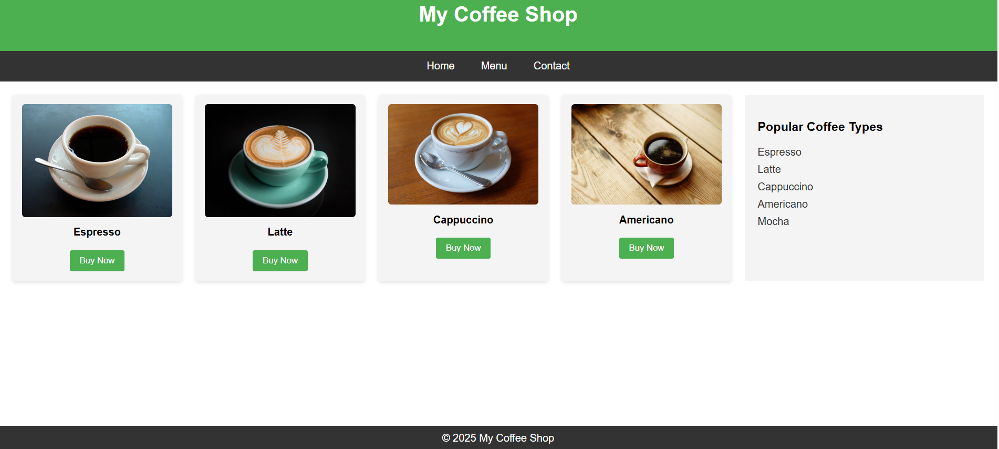 My Coffee Shop
Home Menu Contact
Espresso
Buy Now
Latte
Buy Now
Cappuccino
Buy Now
Americano
Buy Now
Popular Coffee Types
Espresso
Latte
Cappuccino
Americano
Mocha
© 2025 My Coffee Shop